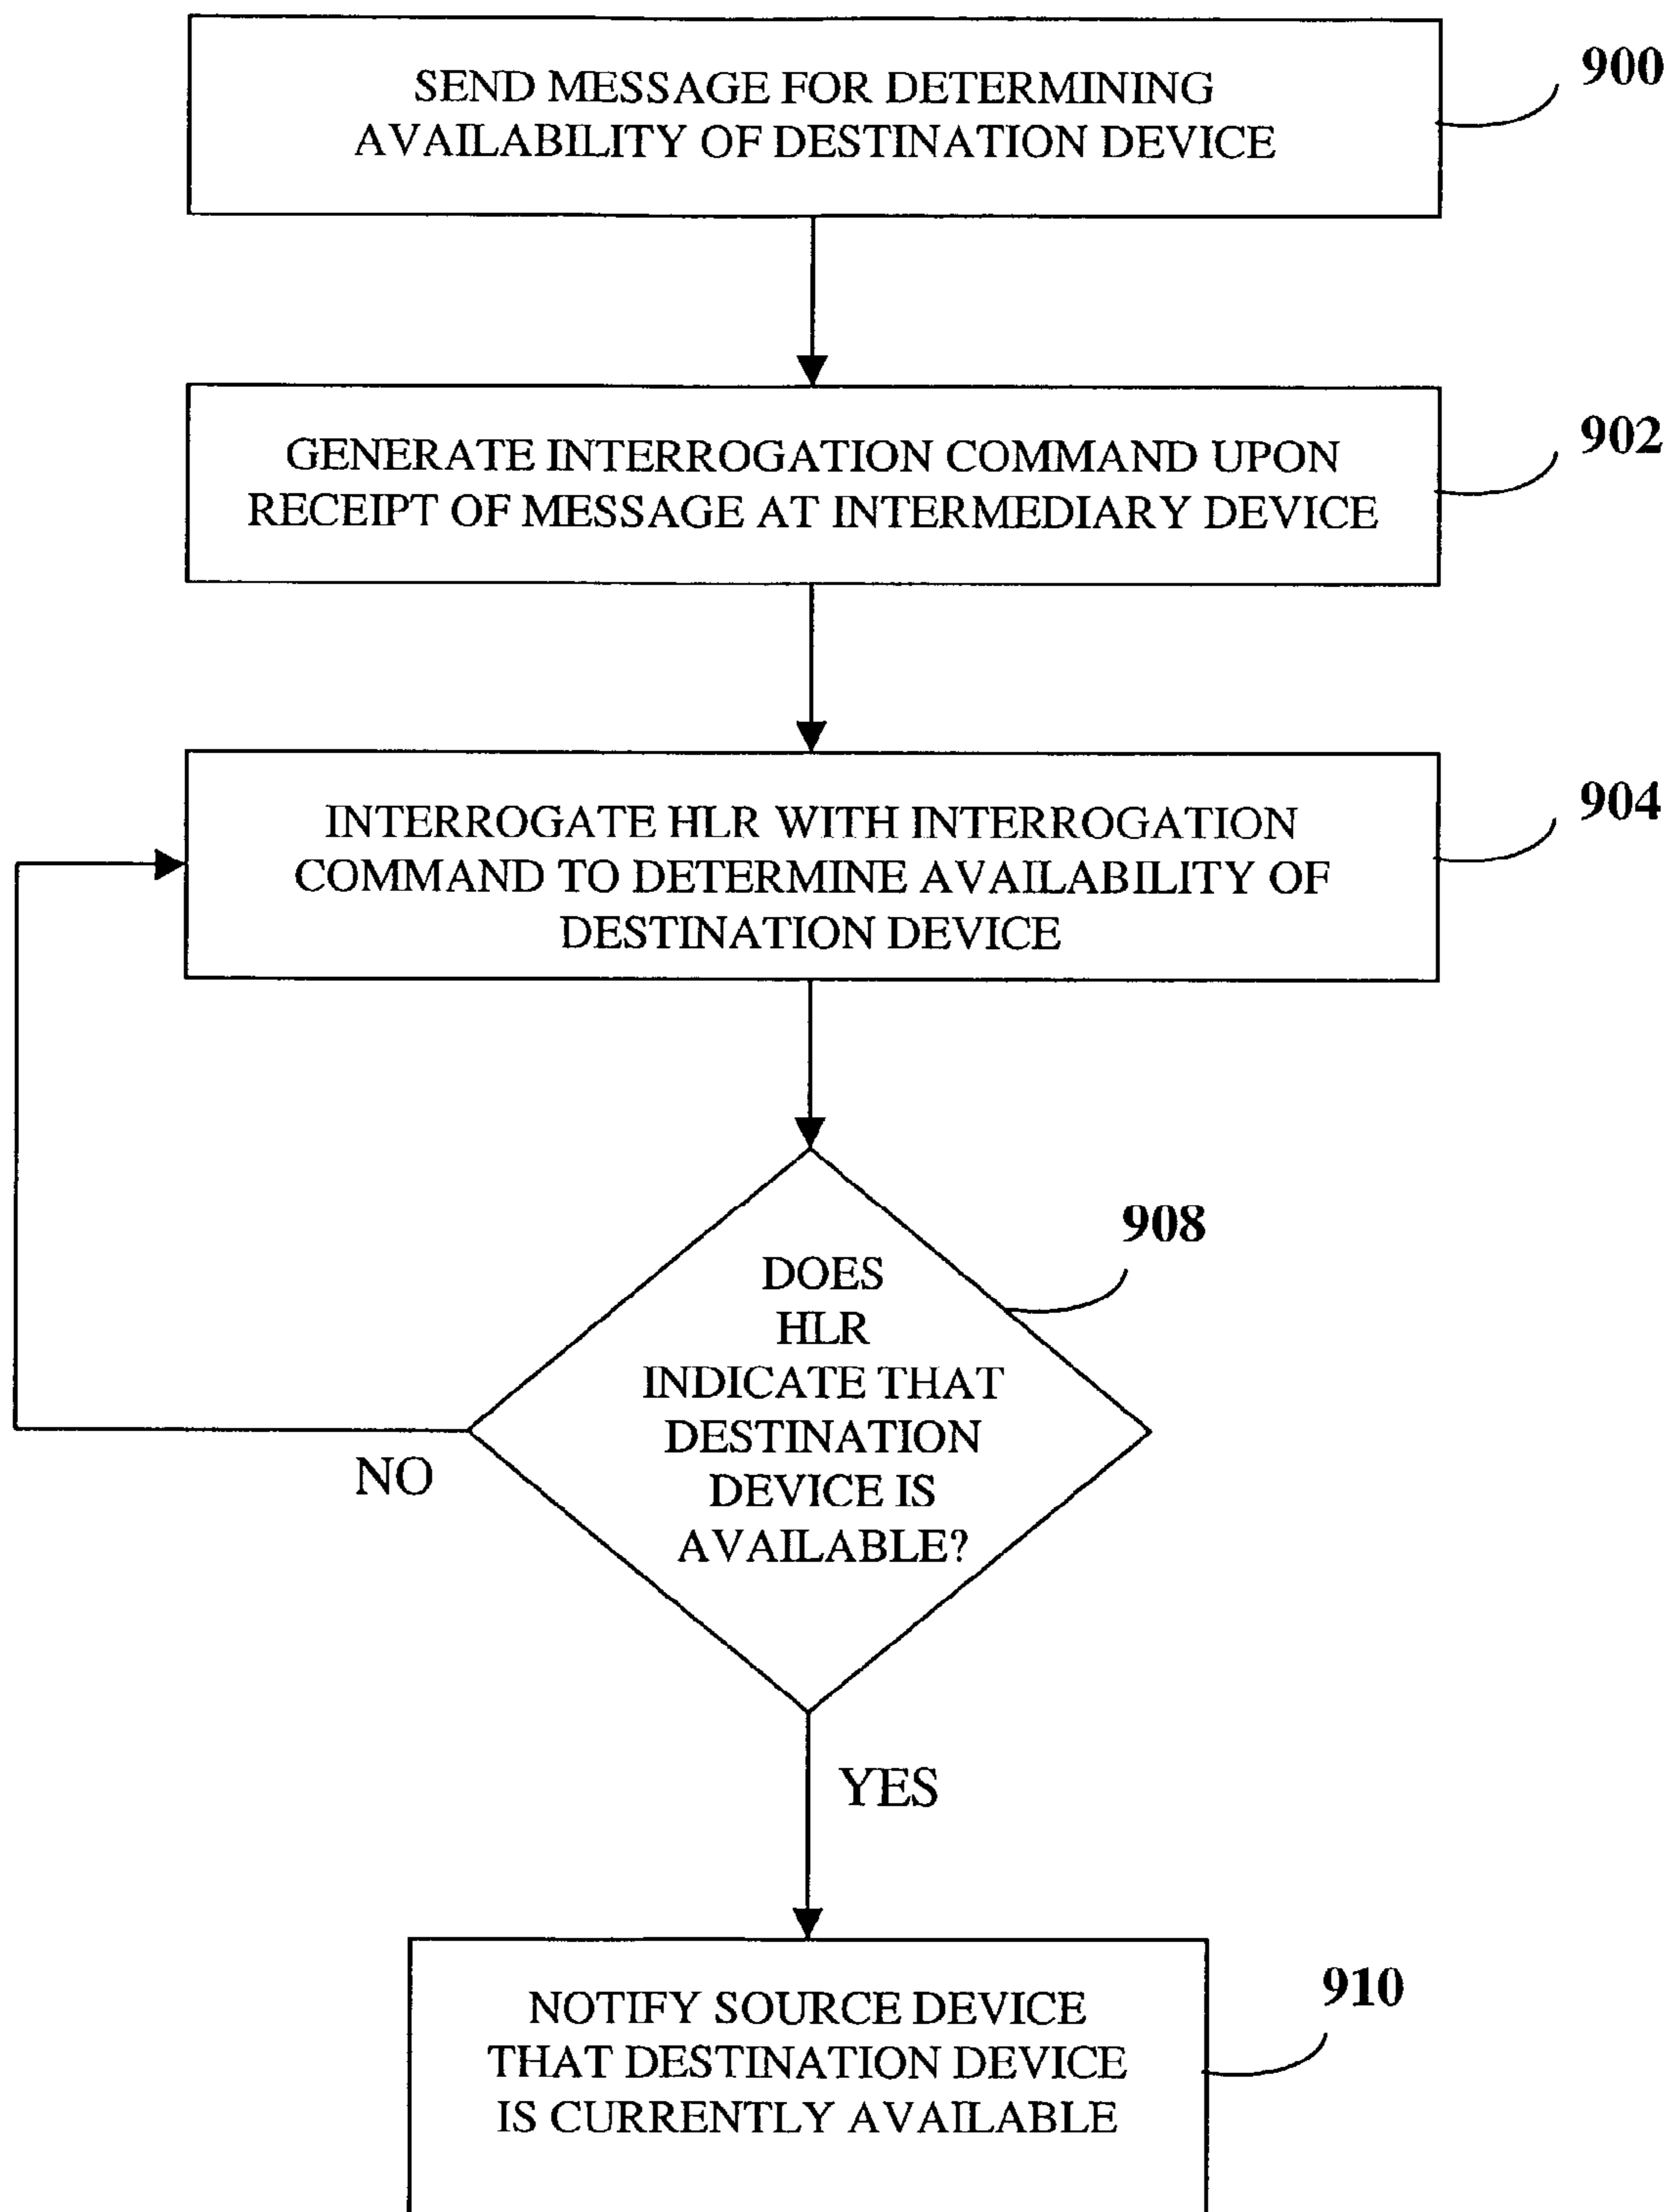 SEND MESSAGE FOR DETERMINING
AVAILABILITY OF DESTINATION DEVICE
900
GENERATE INTERROGATION COMMAND UPON
RECEIPT OF MESSAGE AT INTERMEDIARY DEVICE
902
INTERROGATE HLR WITH INTERROGATION
COMMAND TO DETERMINE AVAILABILITY OF
DESTINATION DEVICE
904
908
DOES
HLR
INDICATE THAT
DESTINATION
DEVICE IS
AVAILABLE?
NO
YES
NOTIFY SOURCE DEVICE
THAT DESTINATION DEVICE
IS CURRENTLY AVAILABLE
910